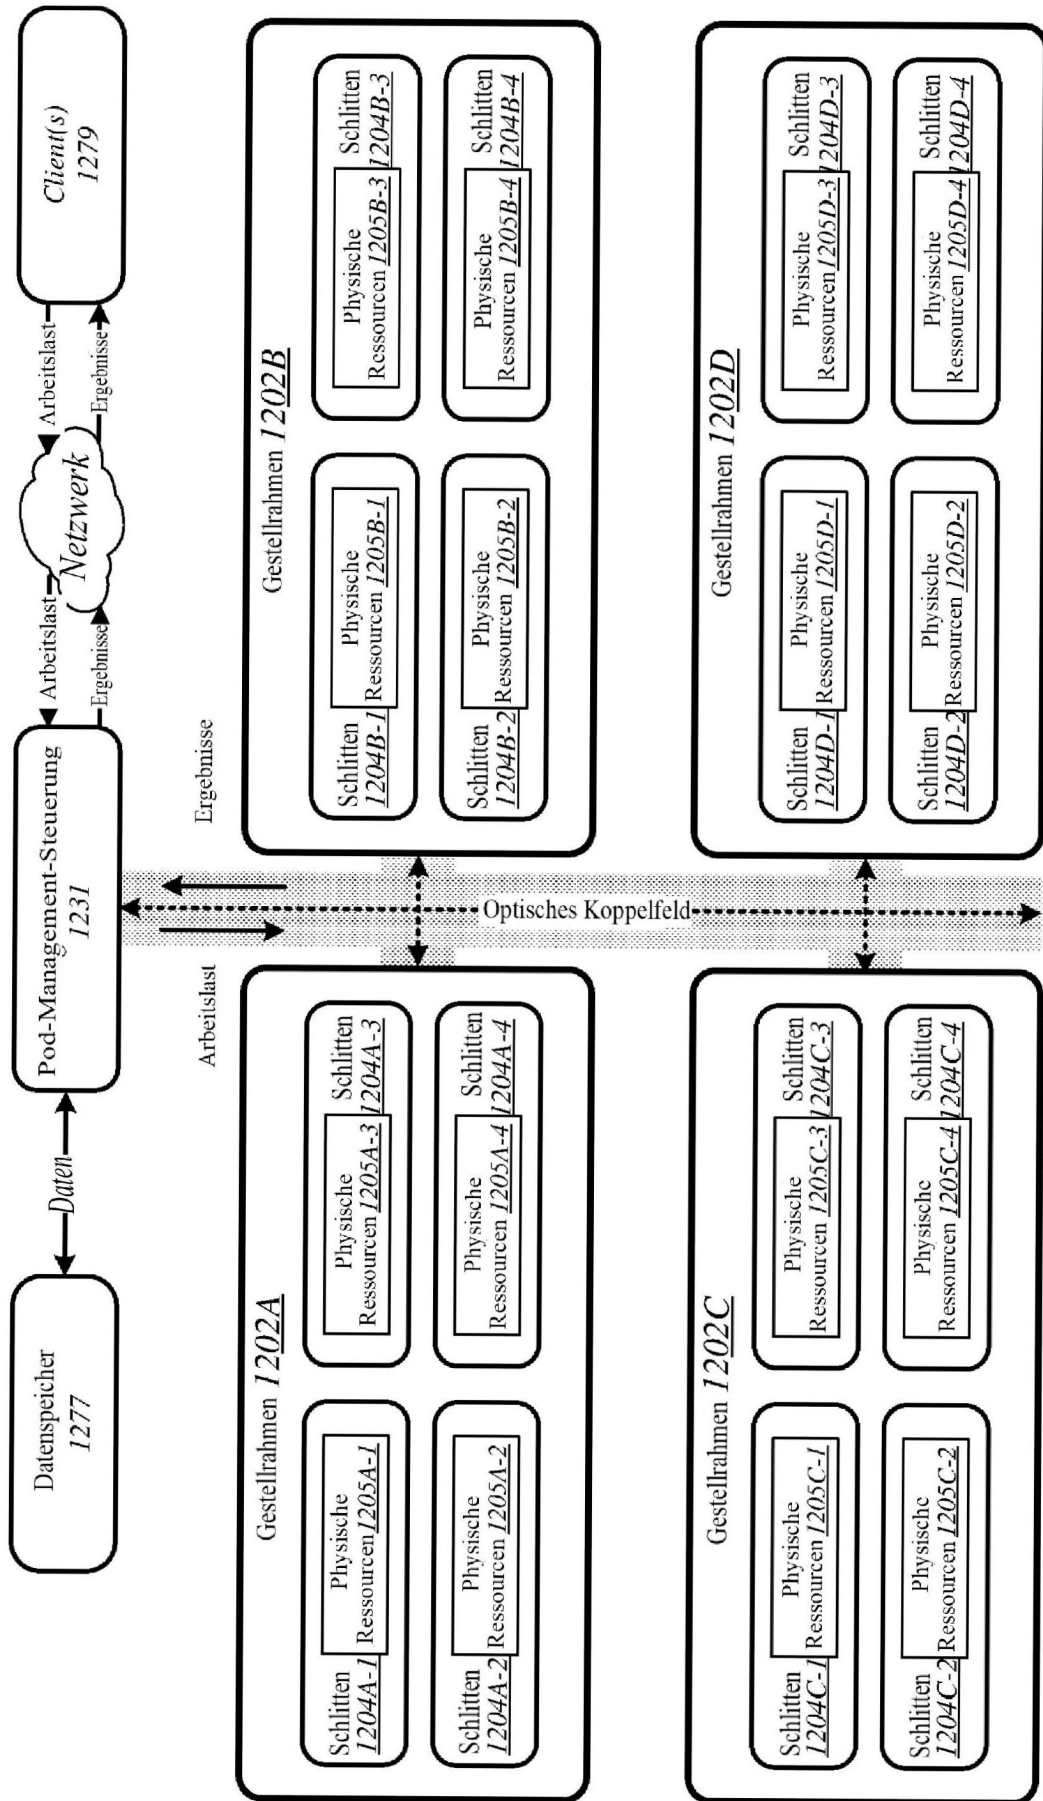 Datenspeicher
1277
Daten
Pod-Management-Steuerung
1231
Arbeitslast
Ergebnisse
Netzwerk
Arbeitslast
Ergebnisse
Client(s)
1279
Arbeitslast
Ergebnisse
Optisches Koppelfeld
Gestellrahmen 1202A
Schlitten
1204A-1
Physische
Ressourcen 1205A-1
Physische
Ressourcen 1205A-3
Schlitten
1204A-3
Schlitten
1204A-2
Physische
Ressourcen 1205A-2
Physische
Ressourcen 1205A-4
Schlitten
1204A-4
Gestellrahmen 1202B
Schlitten
1204B-1
Physische
Ressourcen 1205B-1
Physische
Ressourcen 1205B-3
Schlitten
1204B-3
Schlitten
1204B-2
Physische
Ressourcen 1205B-2
Physische
Ressourcen 1205B-4
Schlitten
1204B-4
Gestellrahmen 1202C
Schlitten
1204C-1
Physische
Ressourcen 1205C-1
Physische
Ressourcen 1205C-3
Schlitten
1204C-3
Schlitten
1204C-2
Physische
Ressourcen 1205C-2
Physische
Ressourcen 1205C-4
Schlitten
1204C-4
Gestellrahmen 1202D
Schlitten
1204D-1
Physische
Ressourcen 1205D-1
Physische
Ressourcen 1205D-3
Schlitten
1204D-3
Schlitten
1204D-2
Physische
Ressourcen 1205D-2
Physische
Ressourcen 1205D-4
Schlitten
1204D-4